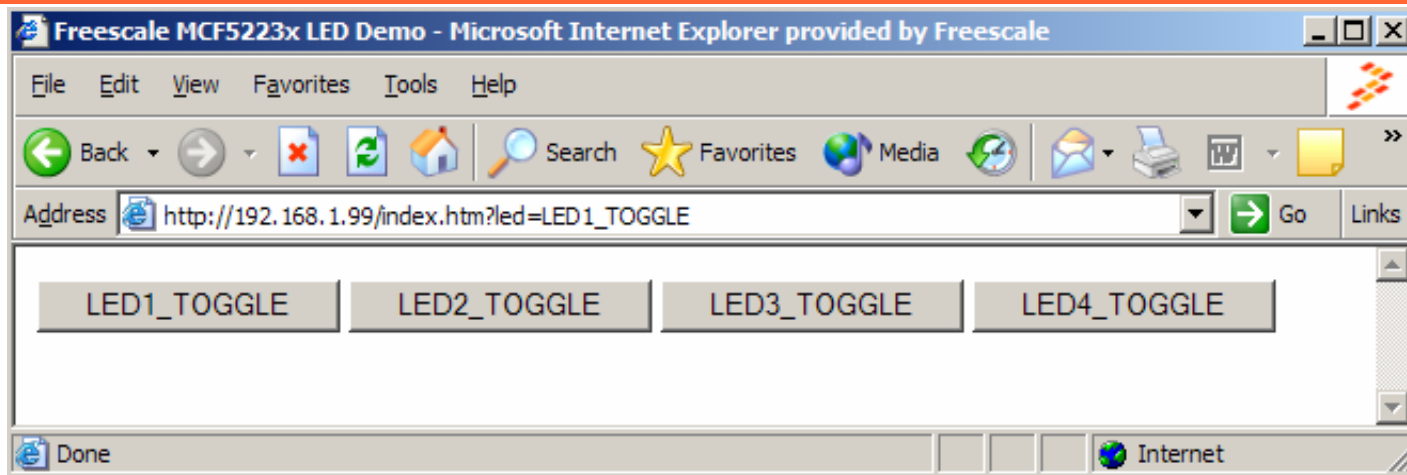 Freescale MCF5223x LED Demo - Microsoft Internet Explorer provided by Freescale
File Edit View Favorites Tools Help
Back Search Favorites Media »
Address http://192.168.1.99/index.htm?led=LED1_TOGGLE Go Links
LED1_TOGGLE LED2_TOGGLE LED3_TOGGLE LED4_TOGGLE
Done Internet